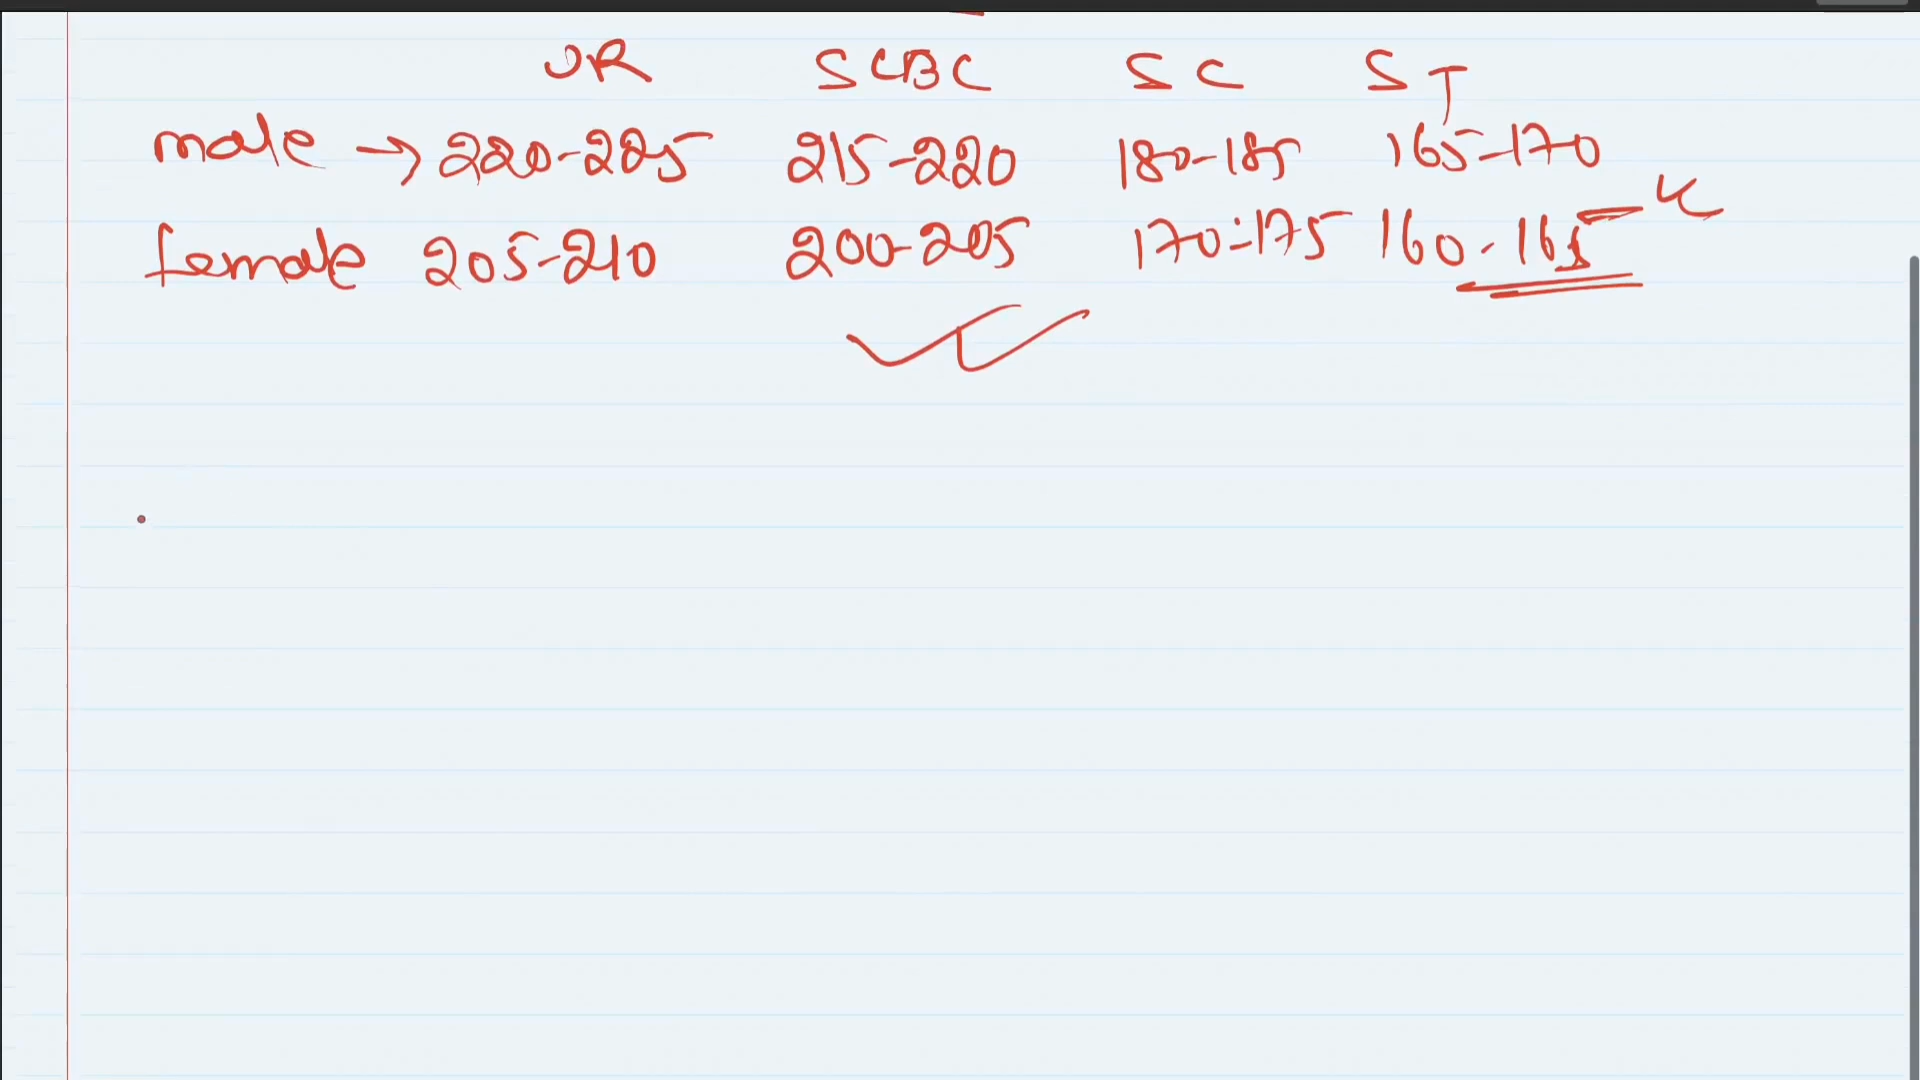 UR SCBC SC ST
male → 220-225 215-220 180-185 165-170
female 205-210 200-205 170-175 160-165